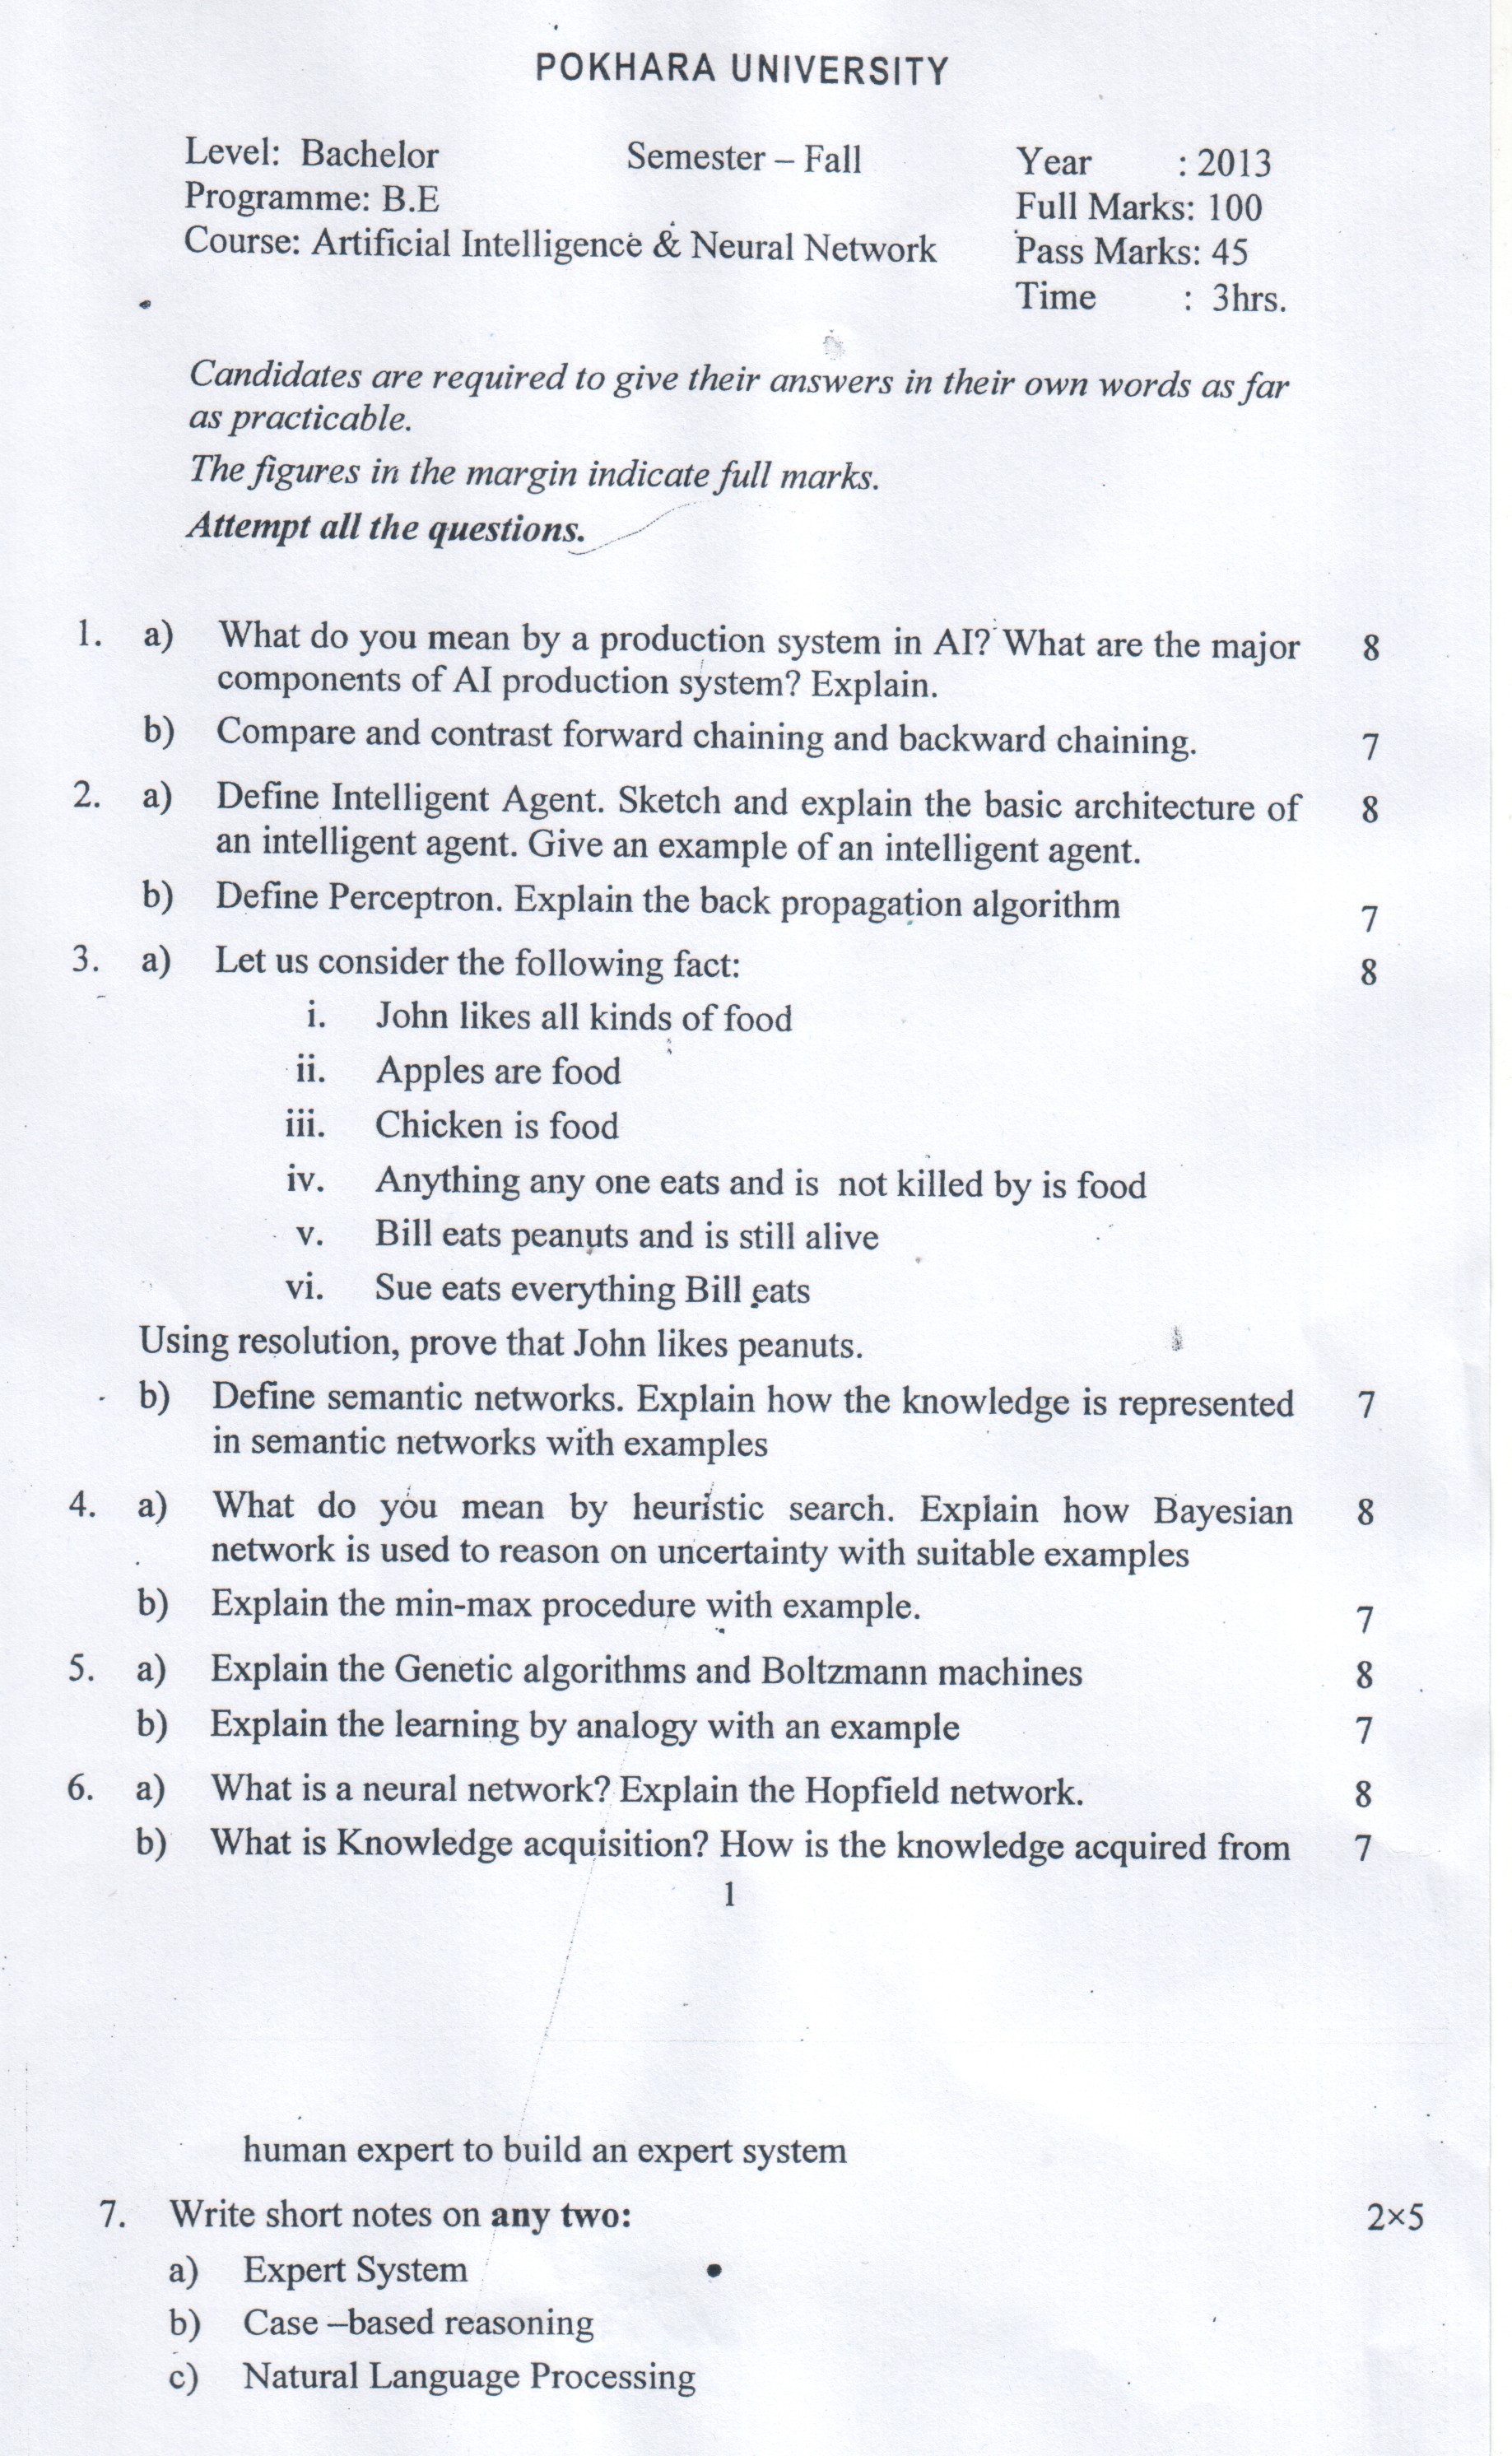 POKHARA UNIVERSITY
Level: Bachelor Semester – Fall Year : 2013
Programme: B.E Full Marks: 100
Course: Artificial Intelligence & Neural Network Pass Marks: 45
Time : 3hrs.
Candidates are required to give their answers in their own words as far
as practicable.
The figures in the margin indicate full marks.
Attempt all the questions.
1. a) What do you mean by a production system in AI? What are the major 8
components of AI production system? Explain.
b) Compare and contrast forward chaining and backward chaining. 7
2. a) Define Intelligent Agent. Sketch and explain the basic architecture of 8
an intelligent agent. Give an example of an intelligent agent.
b) Define Perceptron. Explain the back propagation algorithm 7
3. a) Let us consider the following fact: 8
i. John likes all kinds of food
ii. Apples are food
iii. Chicken is food
iv. Anything any one eats and is not killed by is food
v. Bill eats peanuts and is still alive
vi. Sue eats everything Bill eats
Using resolution, prove that John likes peanuts.
b) Define semantic networks. Explain how the knowledge is represented 7
in semantic networks with examples
4. a) What do you mean by heuristic search. Explain how Bayesian 8
network is used to reason on uncertainty with suitable examples
b) Explain the min-max procedure with example. 7
5. a) Explain the Genetic algorithms and Boltzmann machines 8
b) Explain the learning by analogy with an example 7
6. a) What is a neural network? Explain the Hopfield network. 8
b) What is Knowledge acquisition? How is the knowledge acquired from 7
1
human expert to build an expert system
7. Write short notes on any two: 2×5
a) Expert System
b) Case –based reasoning
c) Natural Language Processing